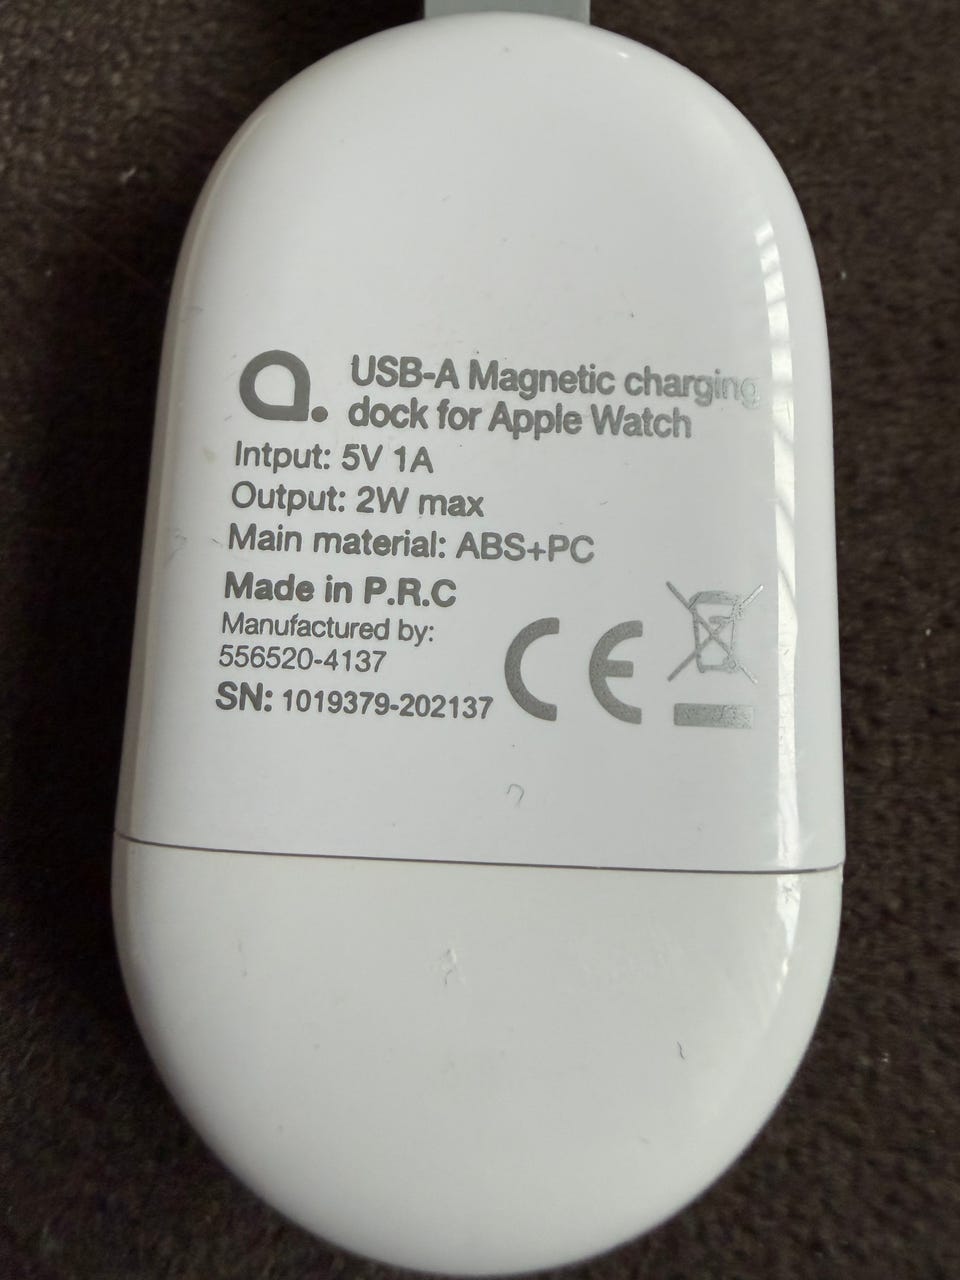 a. USB-A Magnetic charging
dock for Apple Watch
Intput: 5V 1A
Output: 2W max
Main material: ABS+PC
Made in P.R.C
Manufactured by:
556520-4137
SN: 1019379-202137
CE